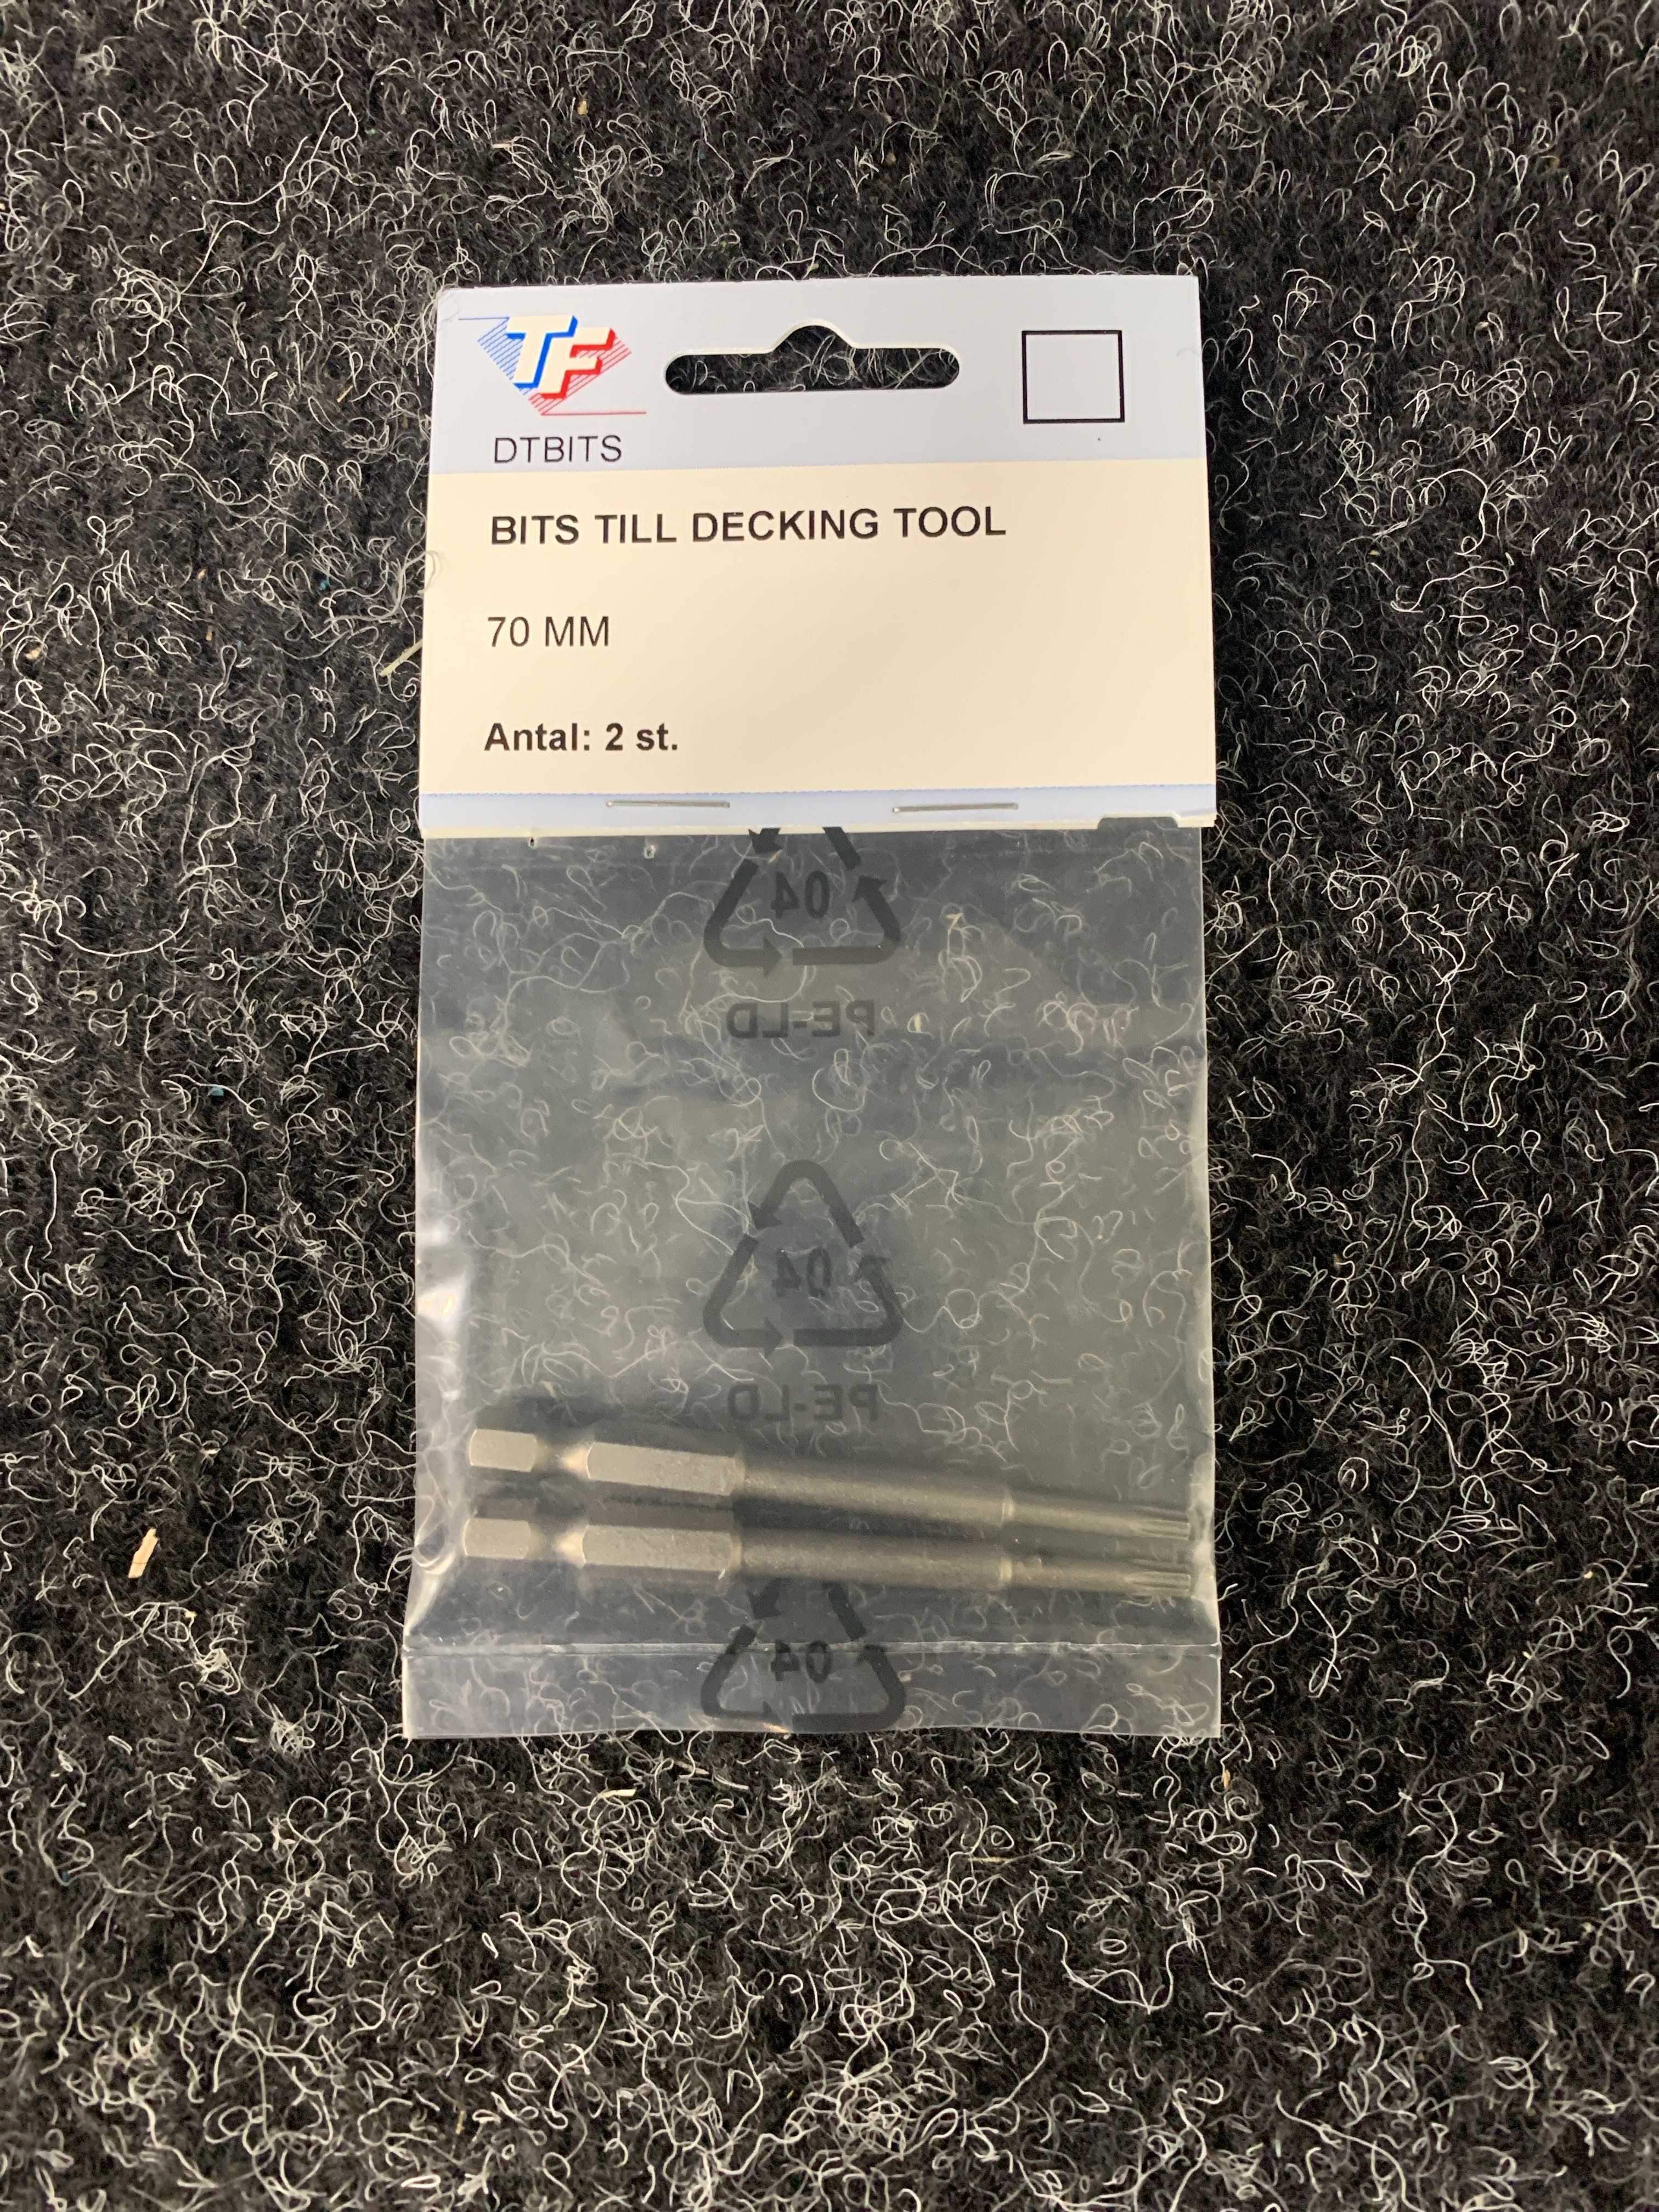 TF
DTBITS
BITS TILL DECKING TOOL
70 MM
Antal: 2 st.
04
PE-LD
04
PE-LD
04